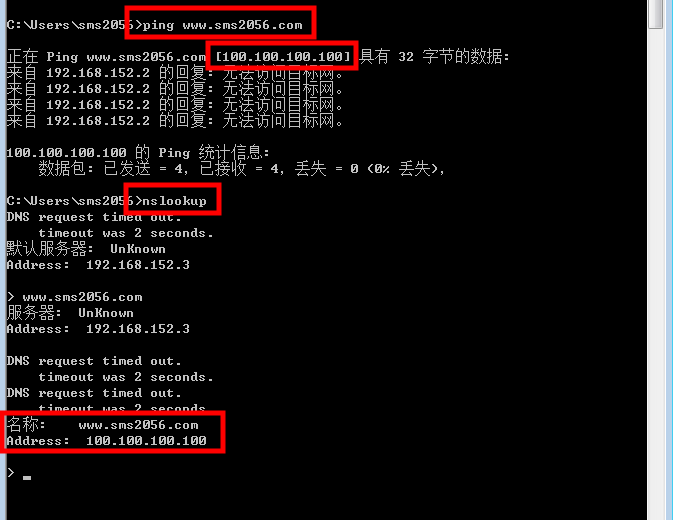 C:\Users\sms2056>ping www.sms2056.com
正在 Ping www.sms2056.com [100.100.100.100] 具有 32 字节的数据:
来自 192.168.152.2 的回复: 无法访问目标网。
来自 192.168.152.2 的回复: 无法访问目标网。
来自 192.168.152.2 的回复: 无法访问目标网。
来自 192.168.152.2 的回复: 无法访问目标网。
100.100.100.100 的 Ping 统计信息:
数据包: 已发送 = 4, 已接收 = 4, 丢失 = 0 (0% 丢失),
C:\Users\sms2056>nslookup
DNS request timed out.
timeout was 2 seconds.
默认服务器: UnKnown
Address: 192.168.152.3
> www.sms2056.com
服务器: UnKnown
Address: 192.168.152.3
DNS request timed out.
timeout was 2 seconds.
DNS request timed out.
timeout was 2 seconds.
名称: www.sms2056.com
Address: 100.100.100.100
> _